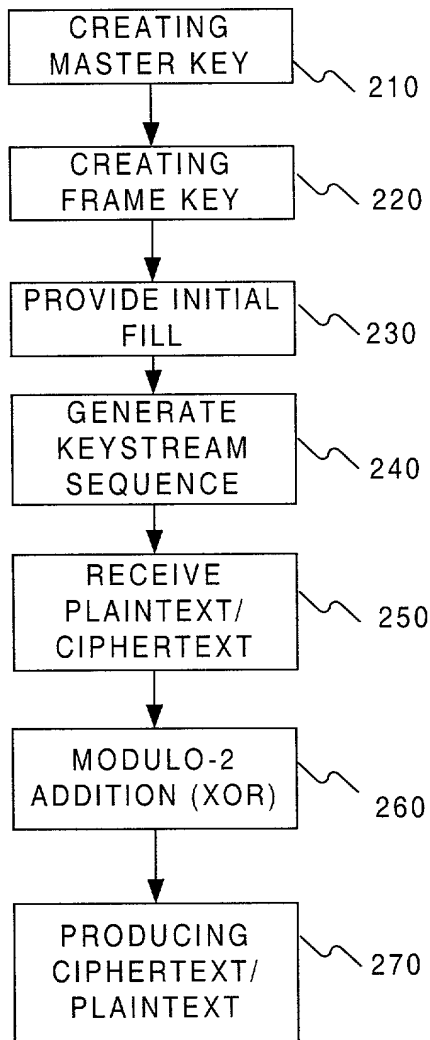 CREATING
MASTER KEY
210
CREATING
FRAME KEY
220
PROVIDE INITIAL
FILL
230
GENERATE
KEYSTREAM
SEQUENCE
240
RECEIVE
PLAINTEXT/
CIPHERTEXT
250
MODULO-2
ADDITION (XOR)
260
PRODUCING
CIPHERTEXT/
PLAINTEXT
270